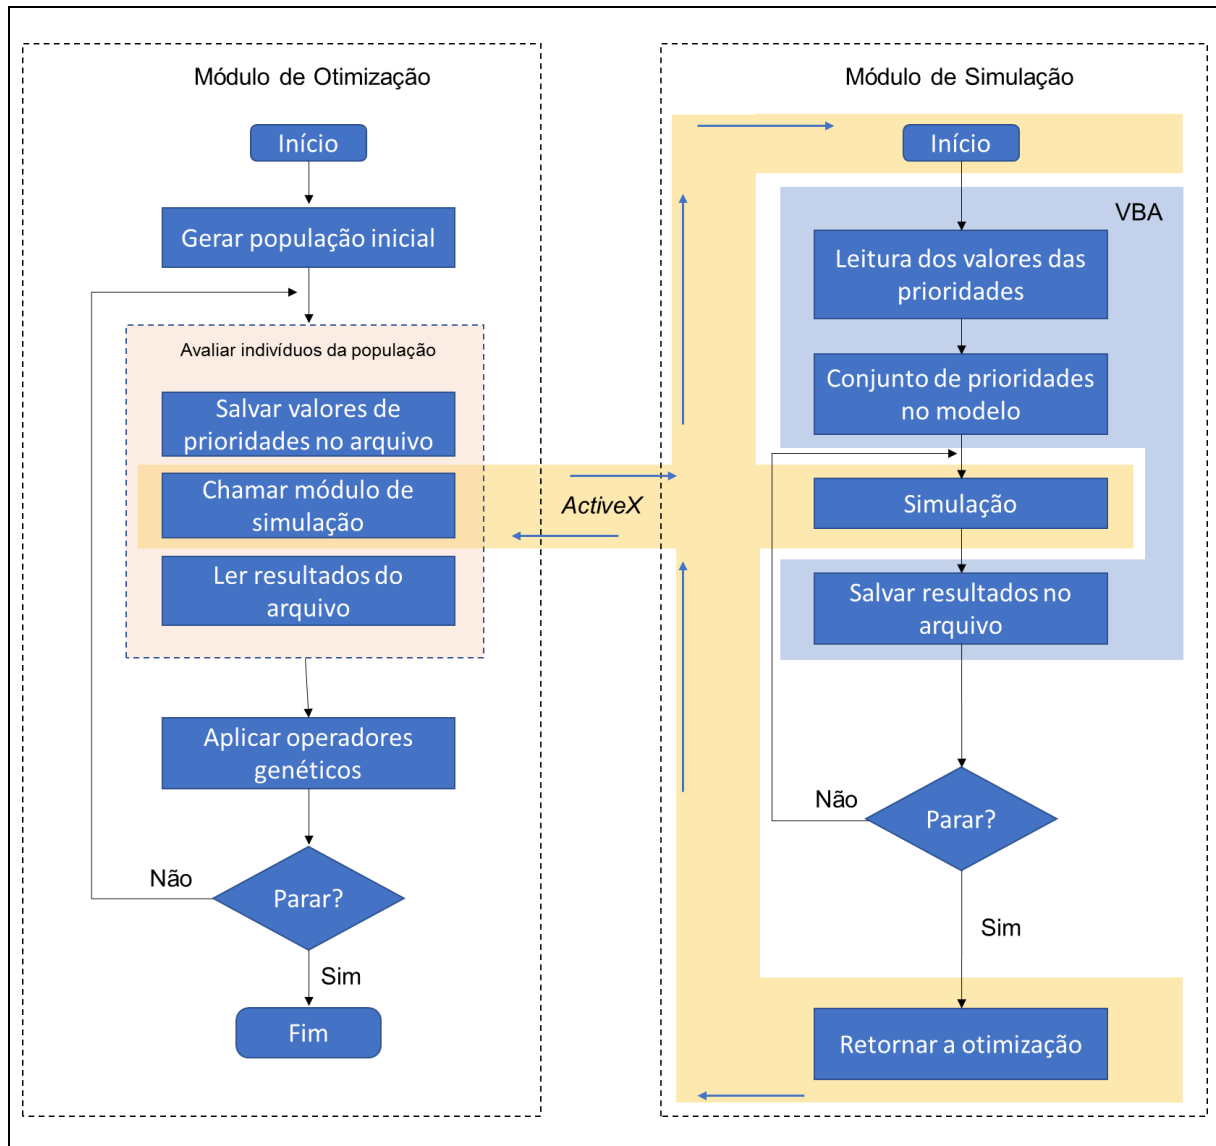 Módulo de Otimização
Início
Gerar população inicial
Avaliar indivíduos da população
Salvar valores de
prioridades no arquivo
Chamar módulo de
simulação
Ler resultados do
arquivo
Aplicar operadores
genéticos
Parar?
Não
Sim
Fim
ActiveX
Módulo de Simulação
Início
VBA
Leitura dos valores das
prioridades
Conjunto de prioridades
no modelo
Simulação
Salvar resultados no
arquivo
Não
Parar?
Sim
Retornar a otimização